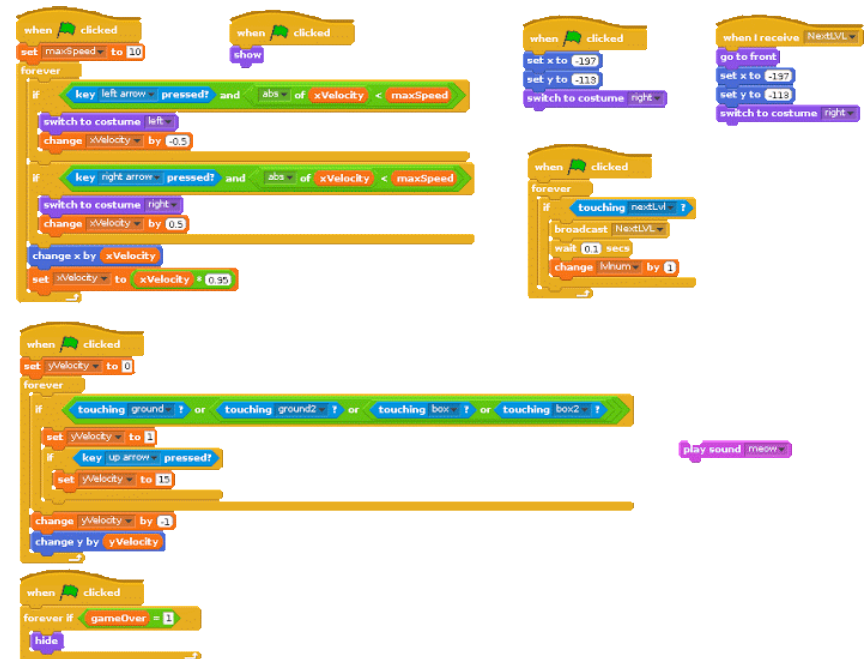 when clicked
set maxSpeed to 10
forever
if key left arrow pressed? and abs of xVelocity < maxSpeed
switch to costume left
change xVelocity by -0.5
if key right arrow pressed? and abs of xVelocity < maxSpeed
switch to costume right
change xVelocity by 0.5
change x by xVelocity
set xVelocity to xVelocity * 0.95
when clicked
show
when clicked
set x to -197
set y to -113
switch to costume right
when I receive NextLVL
go to front
set x to -197
set y to -113
switch to costume right
when clicked
forever
if touching nextLvl ?
broadcast NextLVL
wait 0.1 secs
change lvlnum by 1
when clicked
set yVelocity to 0
forever
if touching ground ? or touching ground2 ? or touching box ? or touching box2 ?
set yVelocity to 1
if key up arrow pressed?
set yVelocity to 15
change yVelocity by -1
change y by yVelocity
play sound meow
when clicked
forever if gameOver = 1
hide